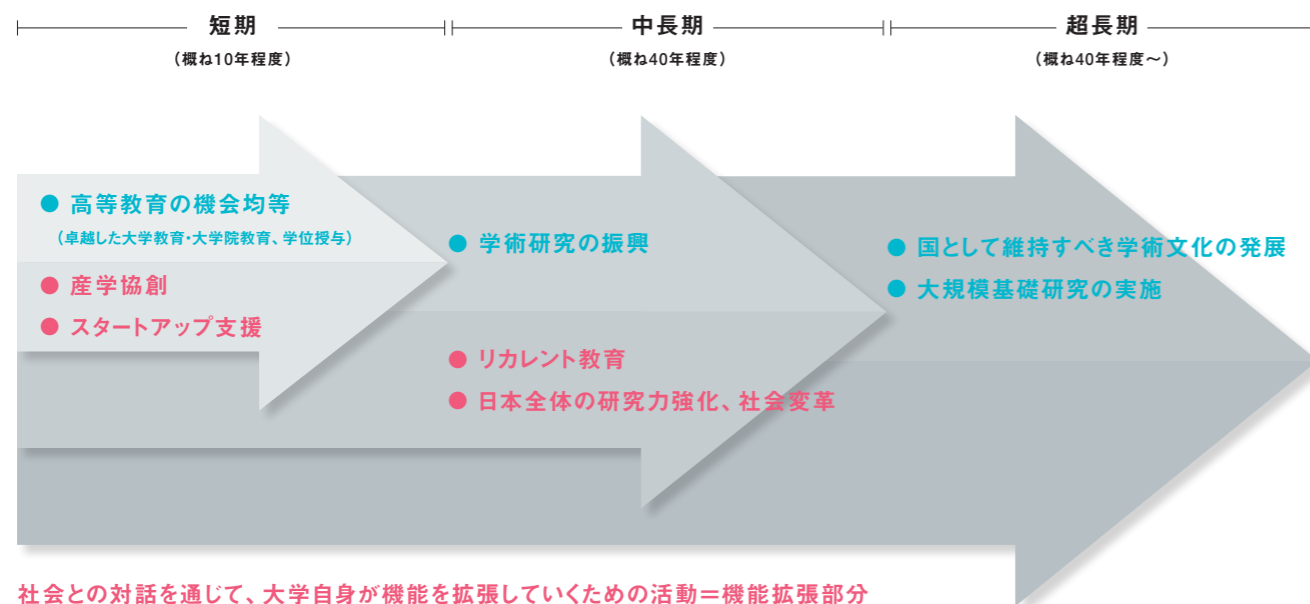 短期
(概ね10年程度)
中長期
(概ね40年程度)
超長期
(概ね40年程度〜)
● 高等教育の機会均等
(卓越した大学教育・大学院教育、学位授与)
● 産学協創
● スタートアップ支援
● 学術研究の振興
● リカレント教育
● 日本全体の研究力強化、社会変革
● 国として維持すべき学術文化の発展
● 大規模基礎研究の実施
社会との対話を通じて、大学自身が機能を拡張していくための活動＝機能拡張部分